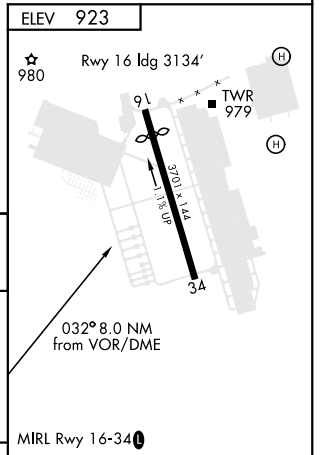 ELEV 923
980
Rwy 16 ldg 3134'
H
TWR
979
H
16
3701 x 144
1.1% UP
34
032° 8.0 NM
from VOR/DME
MIRL Rwy 16-34 L